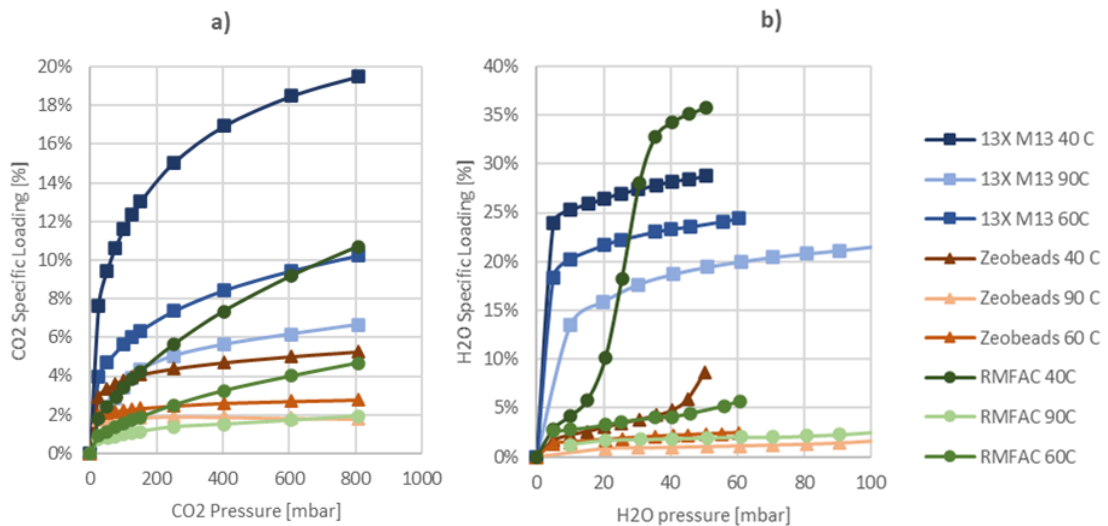 a)
20%
18%
16%
14%
12%
10%
8%
6%
4%
2%
0%
CO2 Specific Loading [%]
0 200 400 600 800 1000
CO2 Pressure [mbar]
b)
40%
35%
30%
25%
20%
15%
10%
5%
0%
H2O Specific Loading [%]
0 20 40 60 80 100
H2O pressure [mbar]
13X M13 40 C
13X M13 90C
13X M13 60C
Zeobeads 40 C
Zeobeads 90 C
Zeobeads 60 C
RMFAC 40C
RMFAC 90C
RMFAC 60C